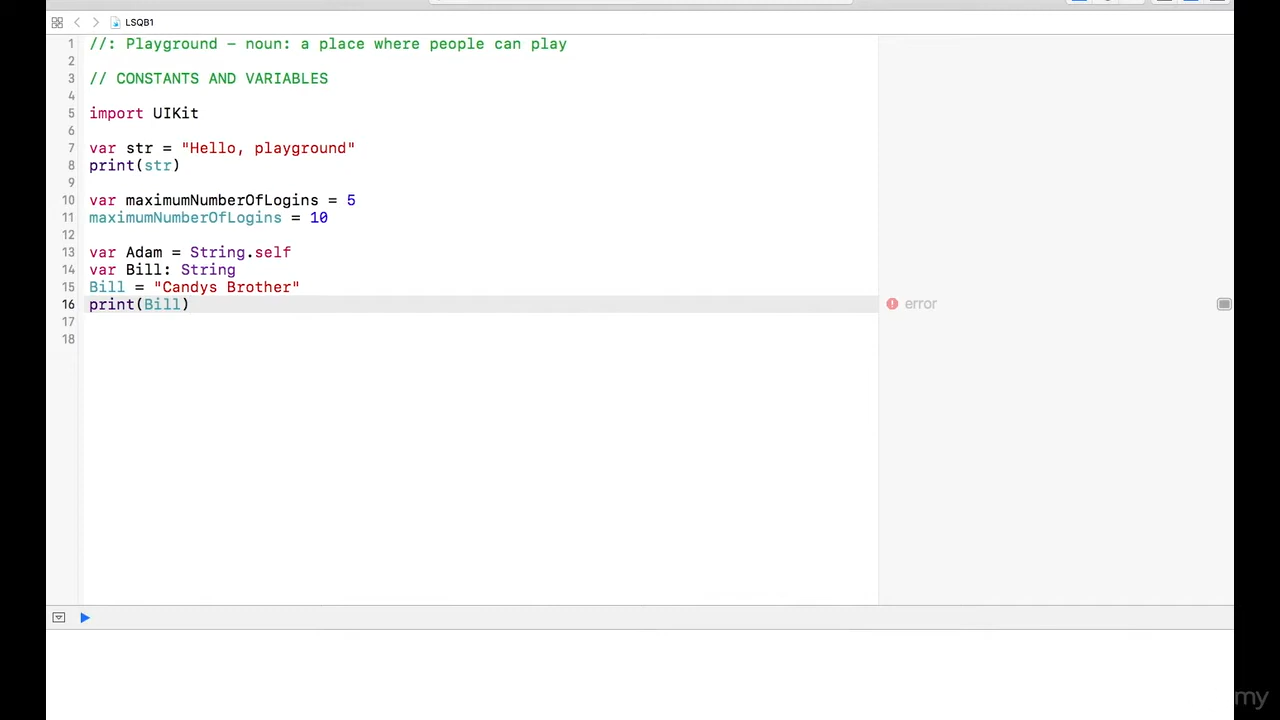 LSQB1
1 //: Playground – noun: a place where people can play
2
3 // CONSTANTS AND VARIABLES
4
5 import UIKit
6
7 var str = "Hello, playground"
8 print(str)
9
10 var maximumNumberOfLogins = 5
11 maximumNumberOfLogins = 10
12
13 var Adam = String.self
14 var Bill: String
15 Bill = "Candys Brother"
16 print(Bill) error
17
18
my